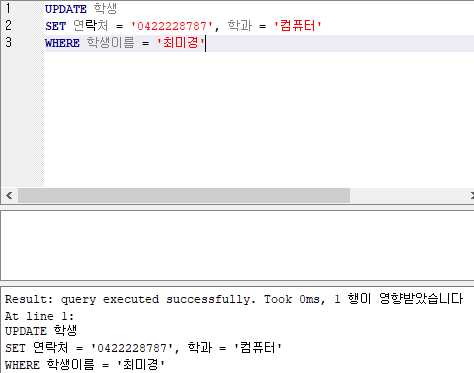 1 UPDATE 학생
2 SET 연락처 = '0422228787', 학과 = '컴퓨터'
3 WHERE 학생이름 = '최미경'
Result: query executed successfully. Took 0ms, 1 행이 영향받았습니다
At line 1:
UPDATE 학생
SET 연락처 = '0422228787', 학과 = '컴퓨터'
WHERE 학생이름 = '최미경'